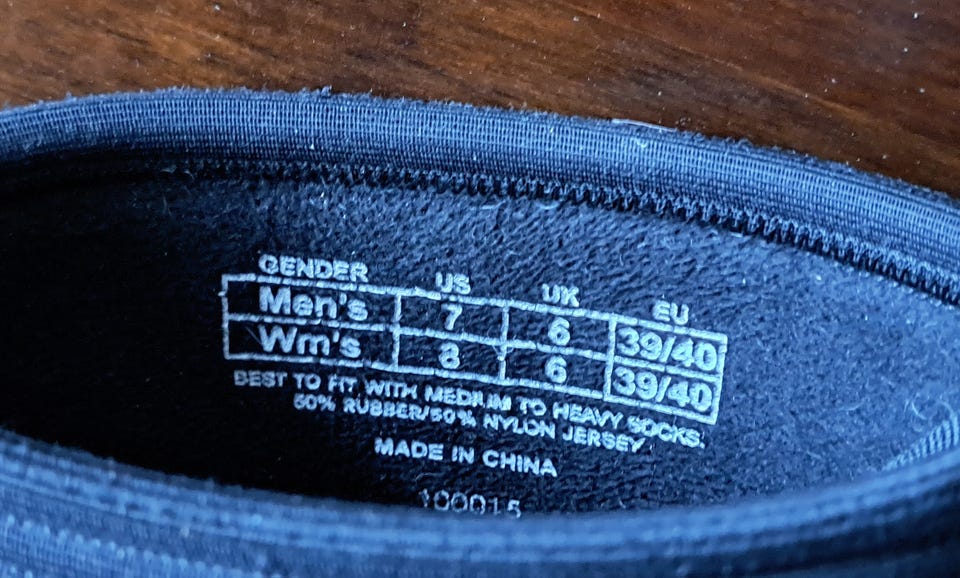 GENDER US UK EU
Men's 7 6 39/40
Wm's 8 6 39/40
BEST TO FIT WITH MEDIUM TO HEAVY SOCKS.
50% RUBBER/50% NYLON JERSEY
MADE IN CHINA
100015